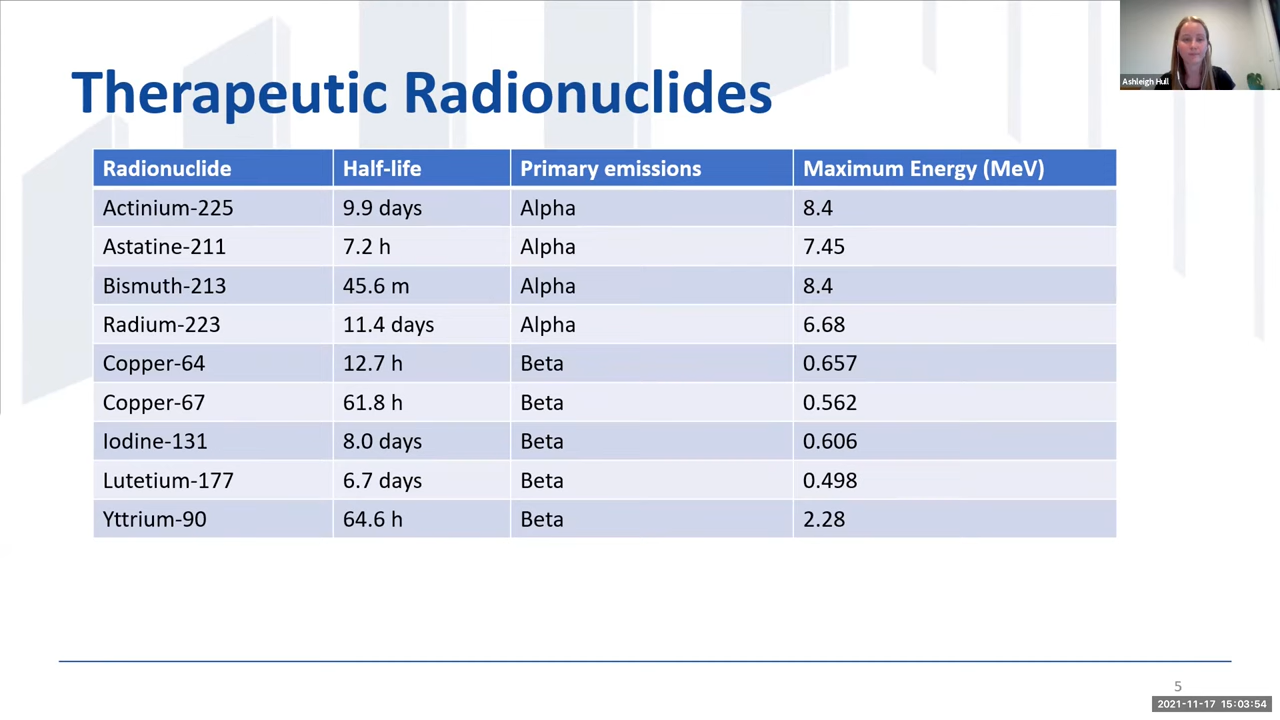 Therapeutic Radionuclides
Ashleigh Hull
Radionuclide Half-life Primary emissions Maximum Energy (MeV)
Actinium-225 9.9 days Alpha 8.4
Astatine-211 7.2 h Alpha 7.45
Bismuth-213 45.6 m Alpha 8.4
Radium-223 11.4 days Alpha 6.68
Copper-64 12.7 h Beta 0.657
Copper-67 61.8 h Beta 0.562
Iodine-131 8.0 days Beta 0.606
Lutetium-177 6.7 days Beta 0.498
Yttrium-90 64.6 h Beta 2.28
5
2021-11-17 15:03:54